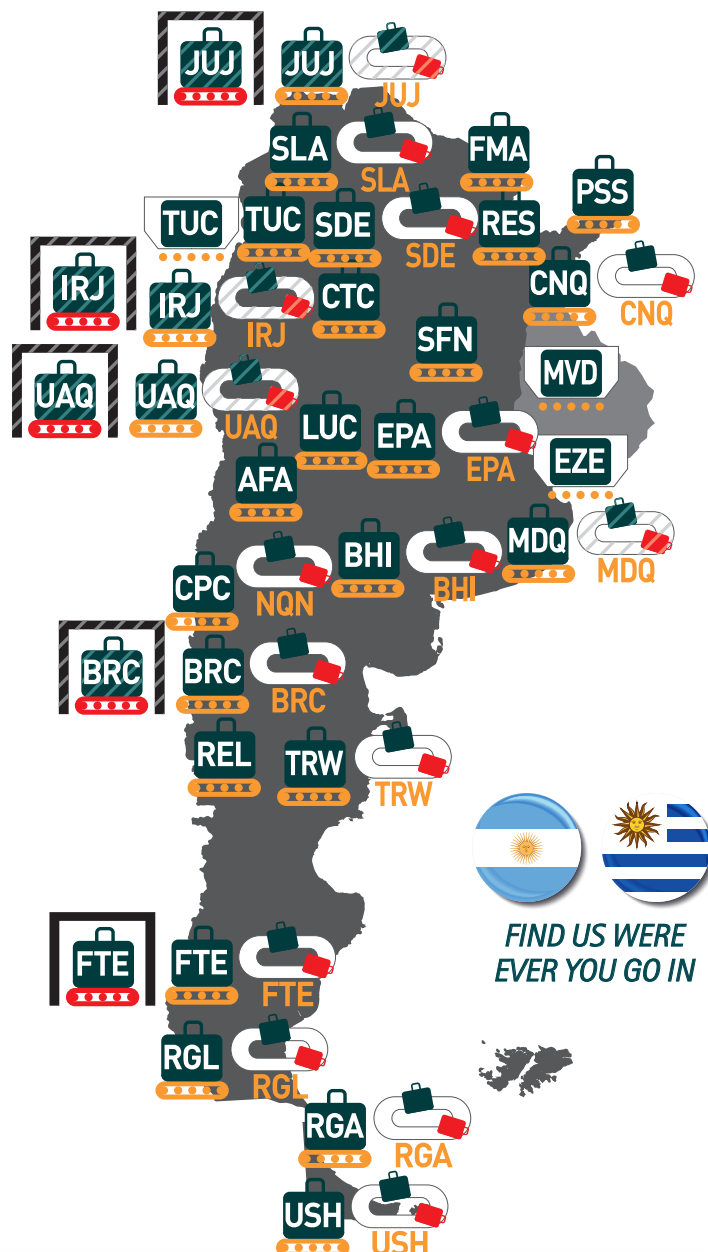 JUJ
JUJ
JUJ
SLA
SLA
FMA
PSS
TUC
TUC
SDE
SDE
RES
IRJ
IRJ
IRJ
CTC
CNQ
CNQ
SFN
MVD
UAQ
UAQ
UAQ
LUC
EPA
EPA
EZE
AFA
MDQ
MDQ
BHI
BHI
NQN
CPC
BRC
BRC
BRC
REL
TRW
TRW
FIND US WERE
EVER YOU GO IN
FTE
FTE
FTE
RGL
RGL
RGA
RGA
USH
USH